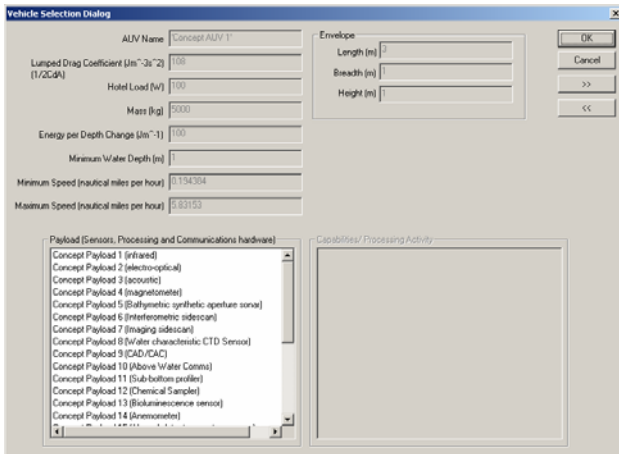 Vehicle Selection Dialog
AUV Name 'Concept AUV 1'
Lumped Drag Coefficient (Jm^-3s^2) 108
(1/2CdA)
Hotel Load (W) 100
Mass (kg) 5000
Energy per Depth Change (Jm^-1) 100
Minimum Water Depth (m) 1
Minimum Speed (nautical miles per hour) 0.194384
Maximum Speed (nautical miles per hour) 5.83153
Envelope
Length (m) 3
Breadth (m) 1
Height (m) 1
OK
Cancel
>>
<<
Payload (Sensors, Processing and Communications hardware)
Concept Payload 1 (infrared)
Concept Payload 2 (electro-optical)
Concept Payload 3 (acoustic)
Concept Payload 4 (magnetometer)
Concept Payload 5 (Bathymetric synthetic aperture sonar)
Concept Payload 6 (Interferometric sidescan)
Concept Payload 7 (Imaging sidescan)
Concept Payload 8 (Water characteristic CTD Sensor)
Concept Payload 9 (CAD/CAC)
Concept Payload 10 (Above Water Comms)
Concept Payload 11 (Sub-bottom profiler)
Concept Payload 12 (Chemical Sampler)
Concept Payload 13 (Bioluminescence sensor)
Concept Payload 14 (Anemometer)
Capabilities/ Processing Activity